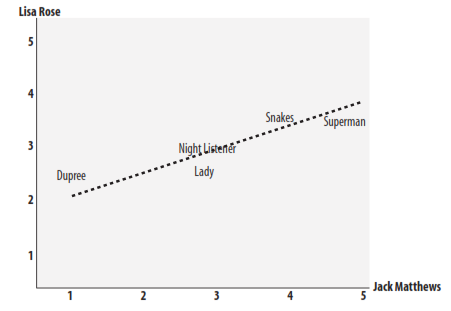 Lisa Rose
5
4
Snakes
Superman
3
Night Listener
Lady
Dupree
2
1
1 2 3 4 5
Jack Matthews